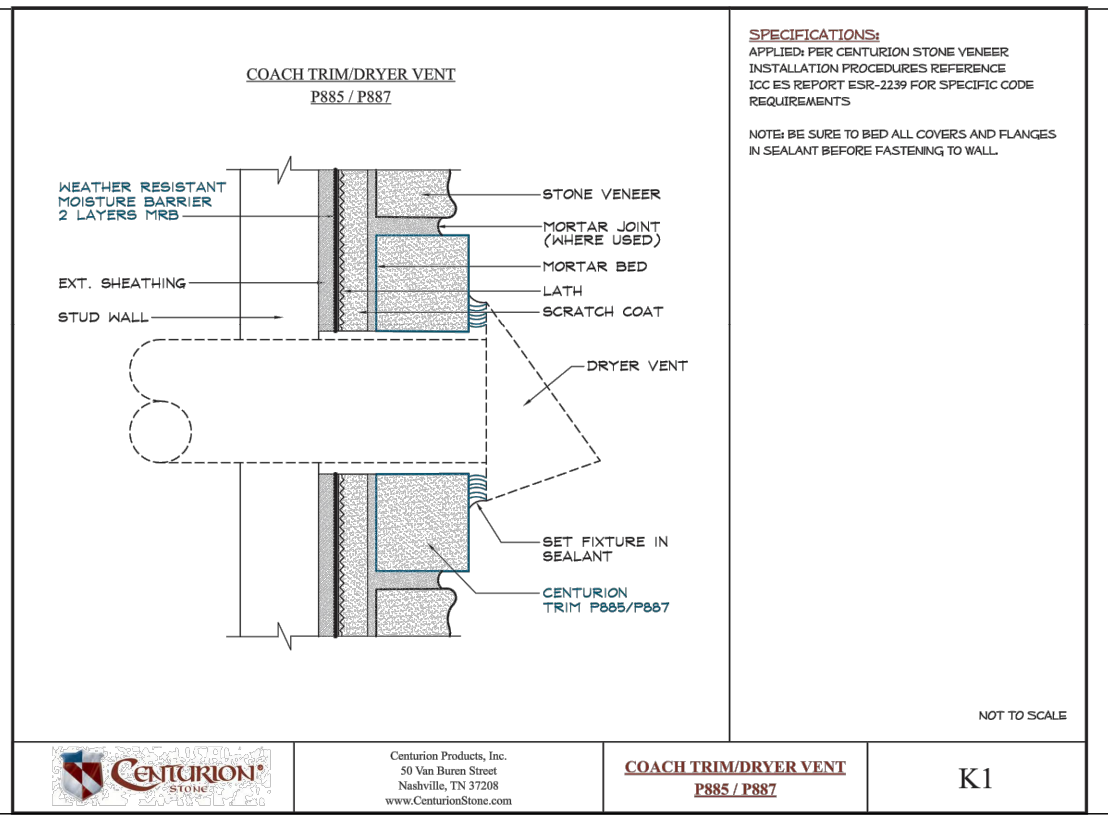 COACH TRIM/DRYER VENT
P885 / P887
WEATHER RESISTANT
MOISTURE BARRIER
2 LAYERS MRB
EXT. SHEATHING
STUD WALL
STONE VENEER
MORTAR JOINT
(WHERE USED)
MORTAR BED
LATH
SCRATCH COAT
DRYER VENT
SET FIXTURE IN
SEALANT
CENTURION
TRIM P885/P887
SPECIFICATIONS:
APPLIED: PER CENTURION STONE VENEER
INSTALLATION PROCEDURES REFERENCE
ICC ES REPORT ESR-2239 FOR SPECIFIC CODE
REQUIREMENTS
NOTE: BE SURE TO BED ALL COVERS AND FLANGES
IN SEALANT BEFORE FASTENING TO WALL.
NOT TO SCALE
CENTURION®
STONE
Centurion Products, Inc.
50 Van Buren Street
Nashville, TN 37208
www.CenturionStone.com
COACH TRIM/DRYER VENT
P885 / P887
K1